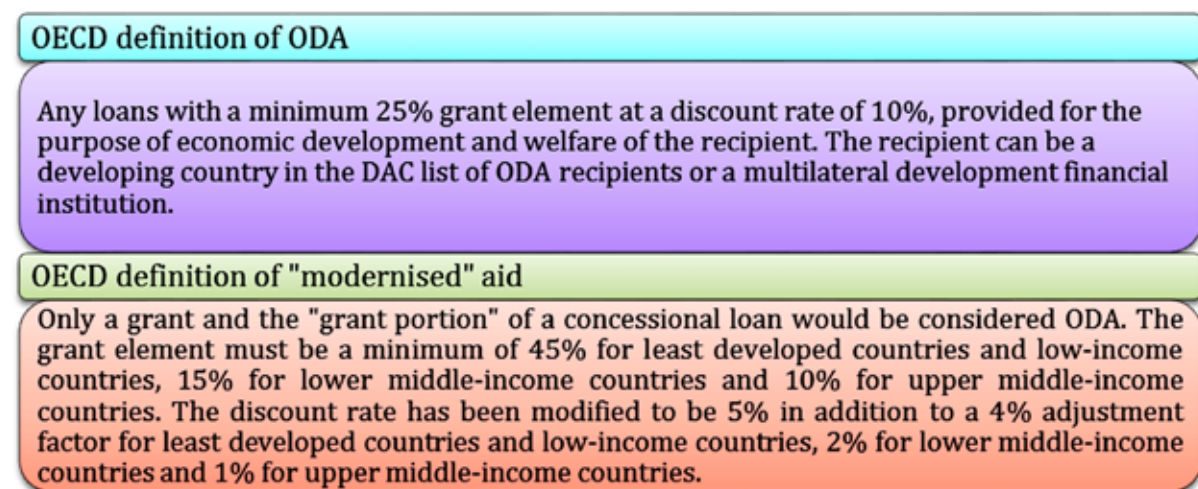 OECD definition of ODA
Any loans with a minimum 25% grant element at a discount rate of 10%, provided for the
purpose of economic development and welfare of the recipient. The recipient can be a
developing country in the DAC list of ODA recipients or a multilateral development financial
institution.
OECD definition of "modernised" aid
Only a grant and the "grant portion" of a concessional loan would be considered ODA. The
grant element must be a minimum of 45% for least developed countries and low-income
countries, 15% for lower middle-income countries and 10% for upper middle-income
countries. The discount rate has been modified to be 5% in addition to a 4% adjustment
factor for least developed countries and low-income countries, 2% for lower middle-income
countries and 1% for upper middle-income countries.